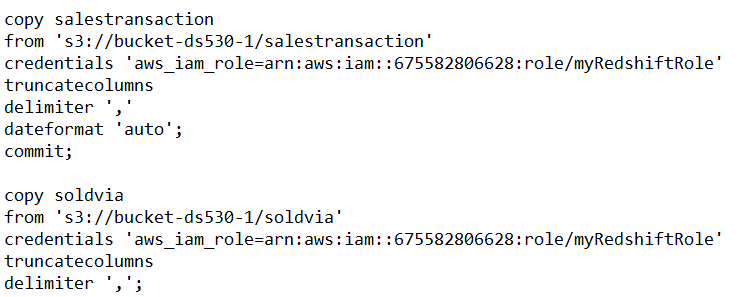 copy salestransaction
from 's3://bucket-ds530-1/salestransaction'
credentials 'aws_iam_role=arn:aws:iam::675582806628:role/myRedshiftRole'
truncatecolumns
delimiter ','
dateformat 'auto';
commit;

copy soldvia
from 's3://bucket-ds530-1/soldvia'
credentials 'aws_iam_role=arn:aws:iam::675582806628:role/myRedshiftRole'
truncatecolumns
delimiter ',';